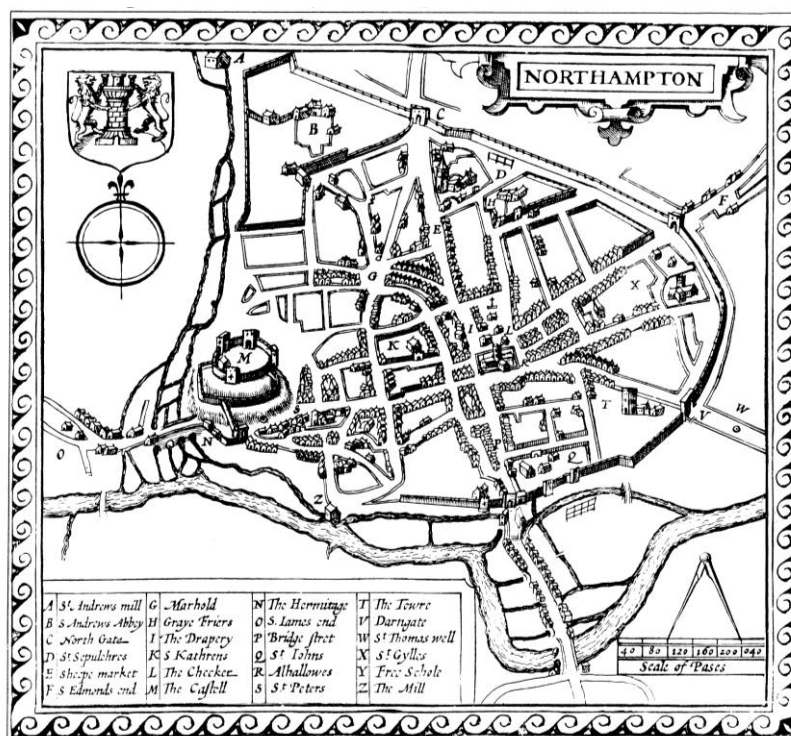 A
NORTHAMPTON
C
B
D
F
H
E
G
X
I
L
K
M
S
T
V
W
N
O
P
Q
Z
A St Andrews mill
B S Andrews Abbey
C North Gate
D St Sepulchres
E Sheepe market
F S Edmonds end
G Marhold
H Graye Friers
I The Drapery
K S Kathrens
L The Checker
M The Castell
N The Hermitage
O S. Iames end
P Bridge stret
Q St Iohns
R Alhallowes
S St Peters
T The Towre
V Darngate
W St Thomas well
X St Gylles
Y Free Schole
Z The Mill
40 80 120 160 200 040
Scale of Pases